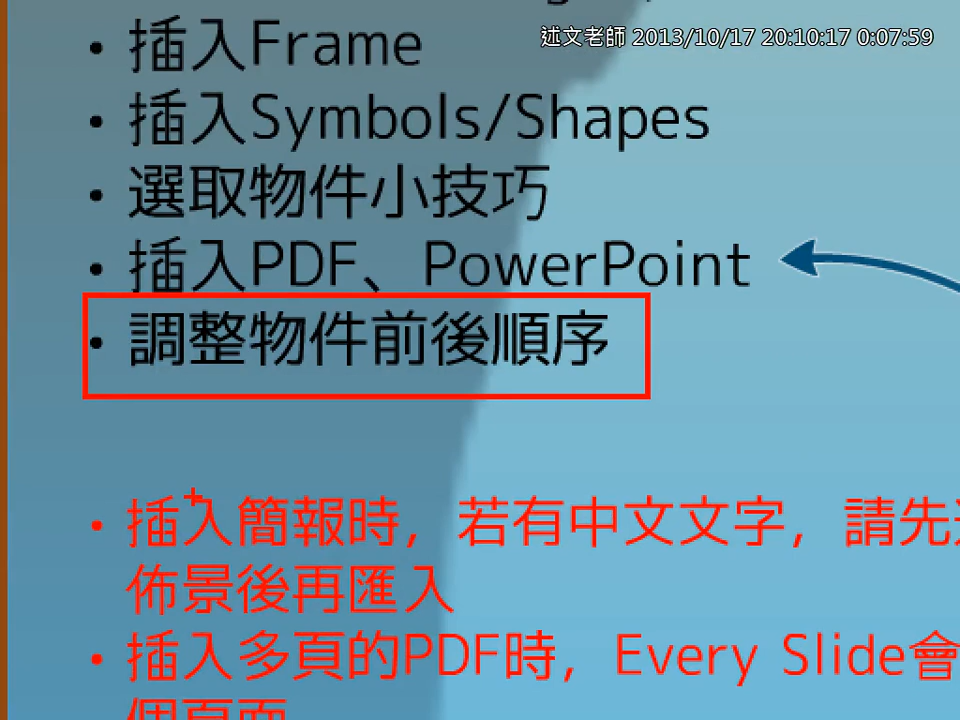 述文老師 2013/10/17 20:10:17 0:07:59
• 插入Frame
• 插入Symbols/Shapes
• 選取物件小技巧
• 插入PDF、PowerPoint
• 調整物件前後順序
• 插入簡報時，若有中文文字，請先
佈景後再匯入
• 插入多頁的PDF時，Every Slide會
個頁面